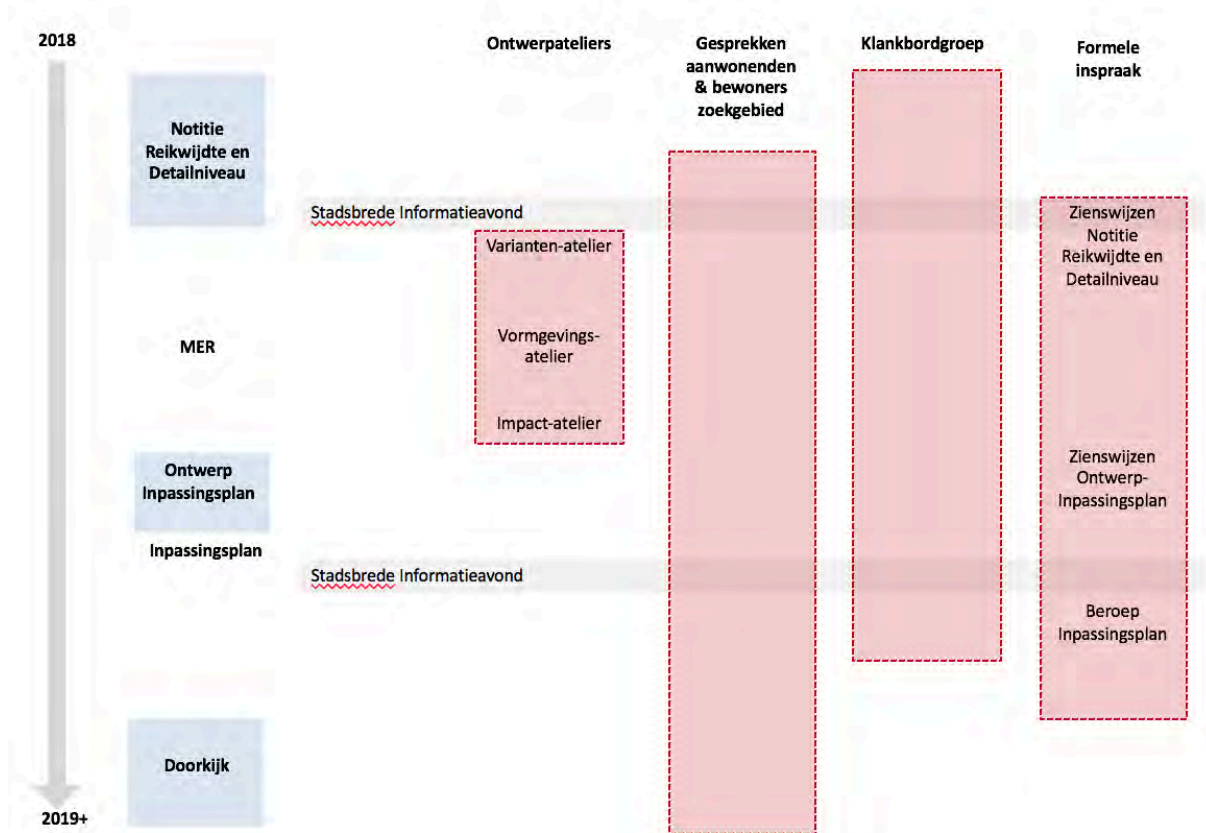 2018
Ontwerpateliers
Gesprekken
aanwonenden
& bewoners
zoekgebied
Klankbordgroep
Formele
inspraak
Notitie
Reikwijdte en
Detailniveau
Stadsbrede Informatieavond
Zienswijzen
Notitie
Reikwijdte en
Detailniveau
Varianten-atelier
Vormgevings-
atelier
Impact-atelier
MER
Ontwerp
Inpassingsplan
Zienswijzen
Ontwerp-
Inpassingsplan
Inpassingsplan
Stadsbrede Informatieavond
Beroep
Inpassingsplan
Doorkijk
2019+